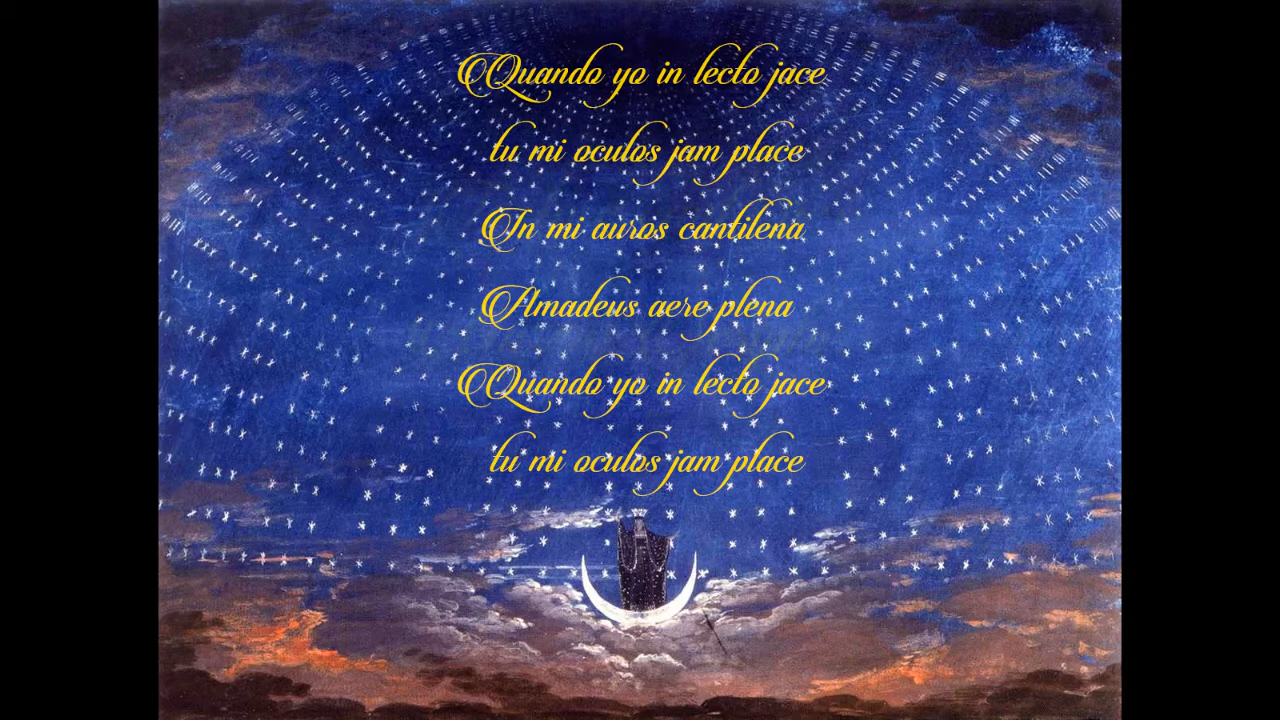 Quando yo in lecto jace
tu mi oculos jam place
In mi auros cantilena
Amadeus aere plena
Quando yo in lecto jace
tu mi oculos jam place